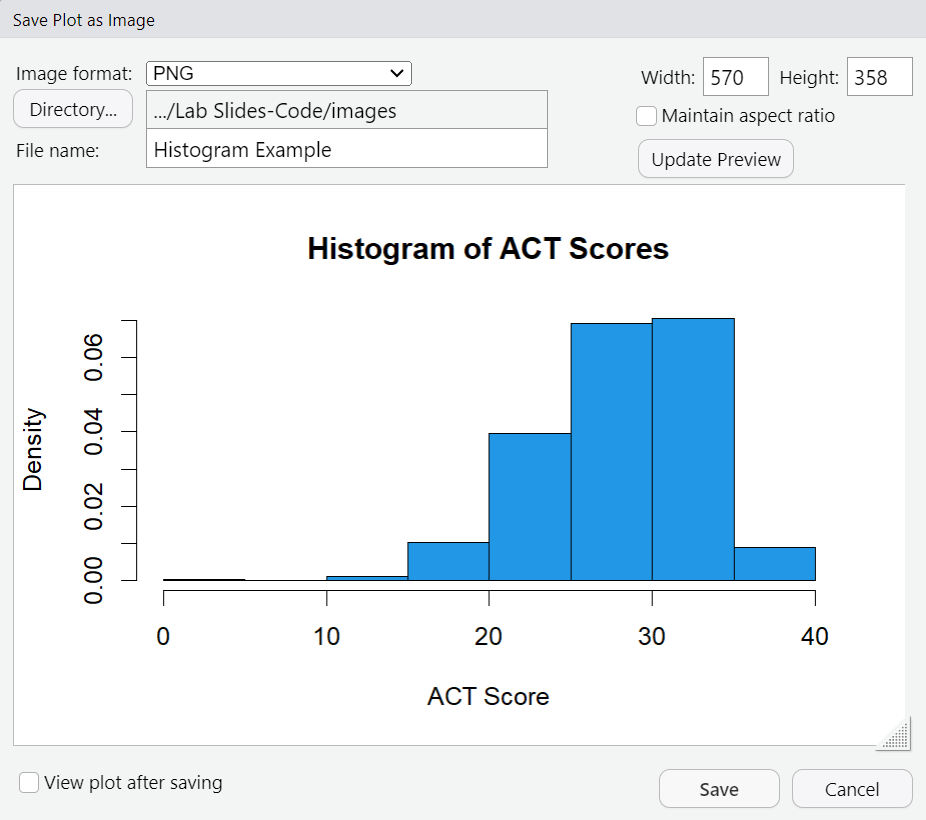 Save Plot as Image
Image format: PNG
Width: 570 Height: 358
Directory... .../Lab Slides-Code/images
Maintain aspect ratio
File name: Histogram Example
Update Preview
Histogram of ACT Scores
Density
0.06
0.04
0.02
0.00
0 10 20 30 40
ACT Score
View plot after saving
Save Cancel